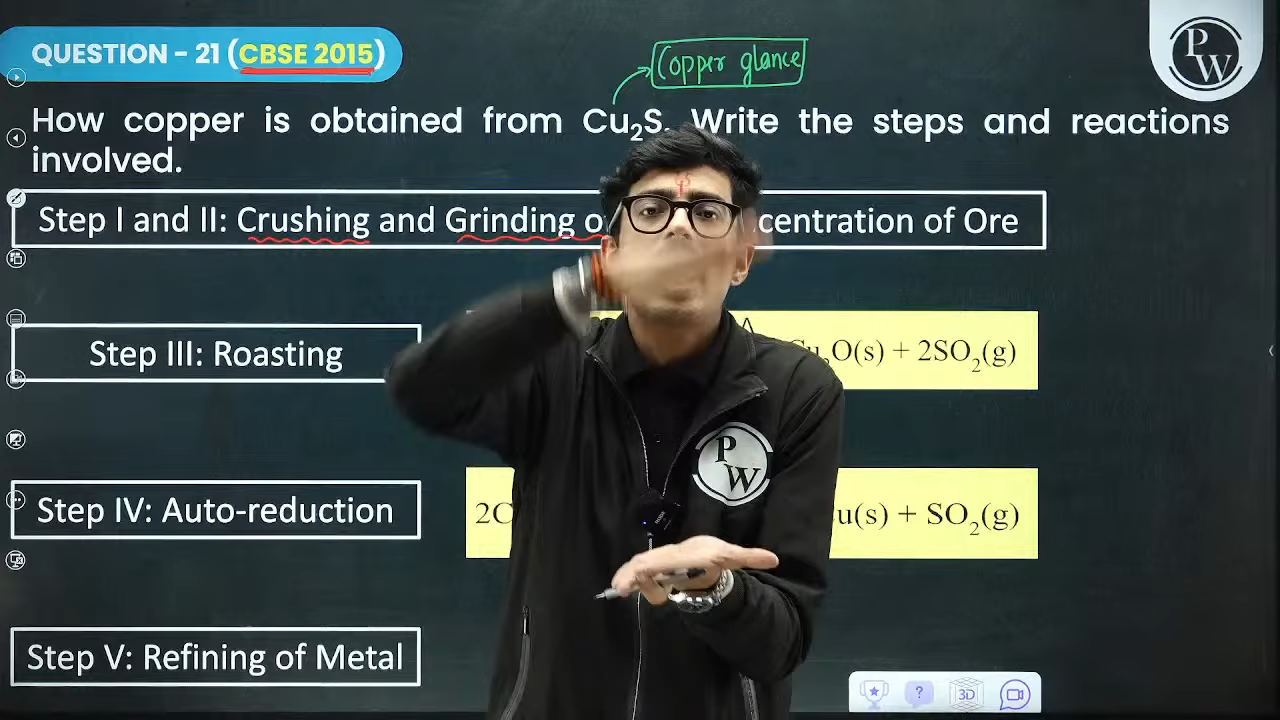 QUESTION - 21 (CBSE 2015)
Copper glance
How copper is obtained from Cu₂S. Write the steps and reactions
involved.
Step I and II: Crushing and Grinding o centration of Ore
Step III: Roasting
Cu₂O(s) + 2SO₂(g)
Step IV: Auto-reduction
2C u(s) + SO₂(g)
Step V: Refining of Metal
PW
PW
3D